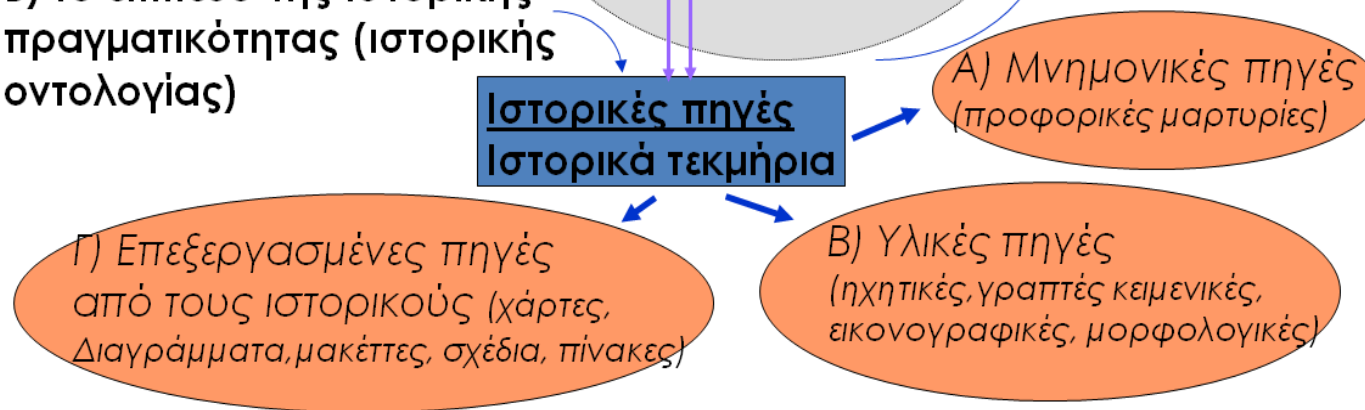 πραγματικότητας (ιστορικής
οντολογίας)
Ιστορικές πηγές
Ιστορικά τεκμήρια
Α) Μνημονικές πηγές
(προφορικές μαρτυρίες)
Γ) Επεξεργασμένες πηγές
από τους ιστορικούς (χάρτες,
Διαγράμματα,μακέττες, σχέδια, πίνακες)
Β) Υλικές πηγές
(ηχητικές,γραπτές κειμενικές,
εικονογραφικές, μορφολογικές)